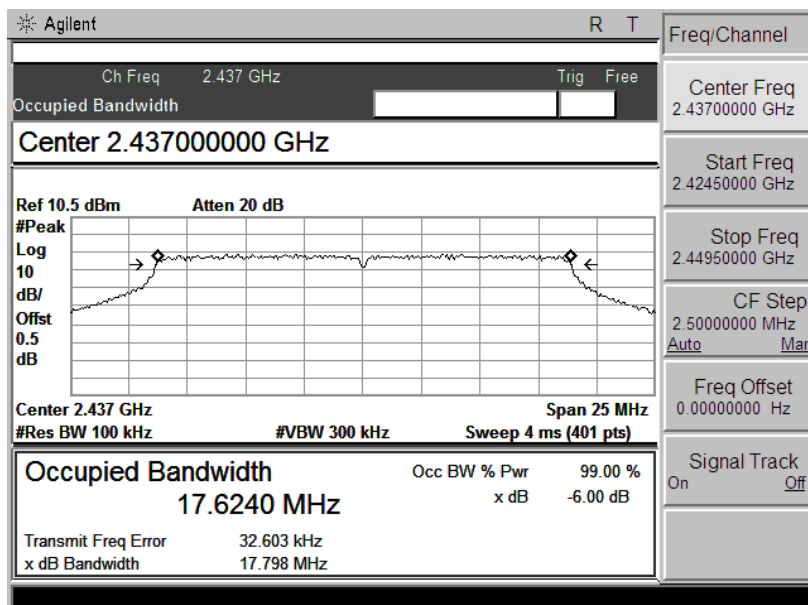 Agilent R T
Ch Freq 2.437 GHz Trig Free
Occupied Bandwidth
Center 2.437000000 GHz
Ref 10.5 dBm Atten 20 dB
#Peak
Log
10
dB/
Offst
0.5
dB
Center 2.437 GHz Span 25 MHz
#Res BW 100 kHz #VBW 300 kHz Sweep 4 ms (401 pts)
Occupied Bandwidth Occ BW % Pwr 99.00 %
17.6240 MHz x dB -6.00 dB
Transmit Freq Error 32.603 kHz
x dB Bandwidth 17.798 MHz
Freq/Channel
Center Freq
2.43700000 GHz
Start Freq
2.42450000 GHz
Stop Freq
2.44950000 GHz
CF Step
2.50000000 MHz
Auto Man
Freq Offset
0.00000000 Hz
Signal Track
On Off